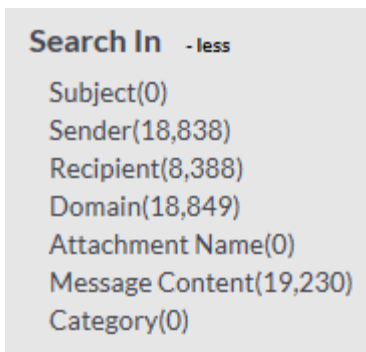 Search In - less
Subject(0)
Sender(18,838)
Recipient(8,388)
Domain(18,849)
Attachment Name(0)
Message Content(19,230)
Category(0)